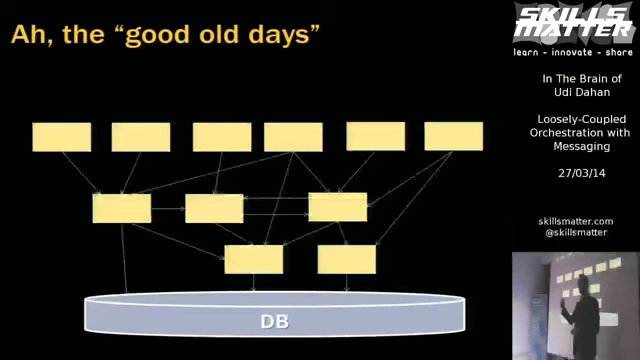 Ah, the “good old days”
DB
SKILLS
MATTER
learn - innovate - share
In The Brain of
Udi Dahan
Loosely-Coupled
Orchestration with
Messaging
27/03/14
skillsmatter.com
@skillsmatter